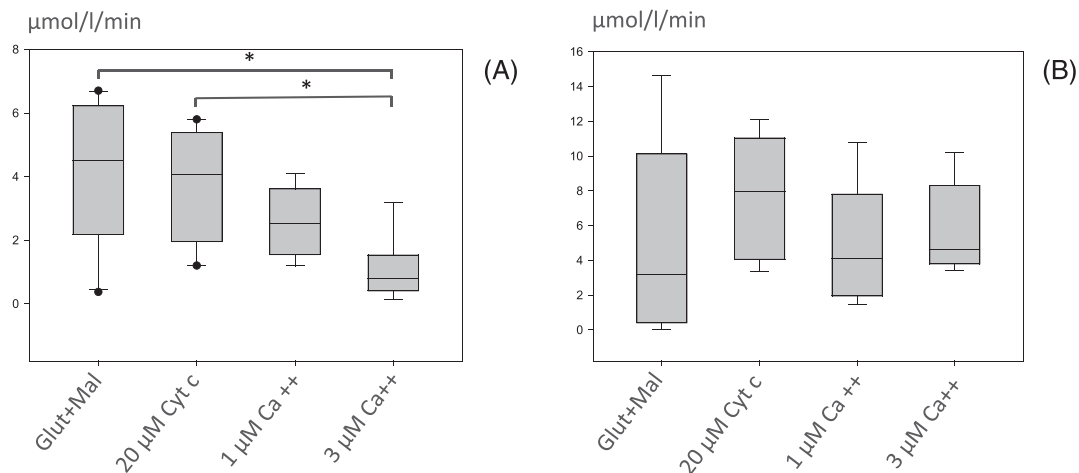 μmol/l/min
8
6
4
2
0
*
*
(A)
Glut+Mal
20 μM Cyt c
1 μM Ca ++
3 μM Ca++
μmol/l/min
16
14
12
10
8
6
4
2
0
(B)
Glut+Mal
20 μM Cyt c
1 μM Ca ++
3 μM Ca++